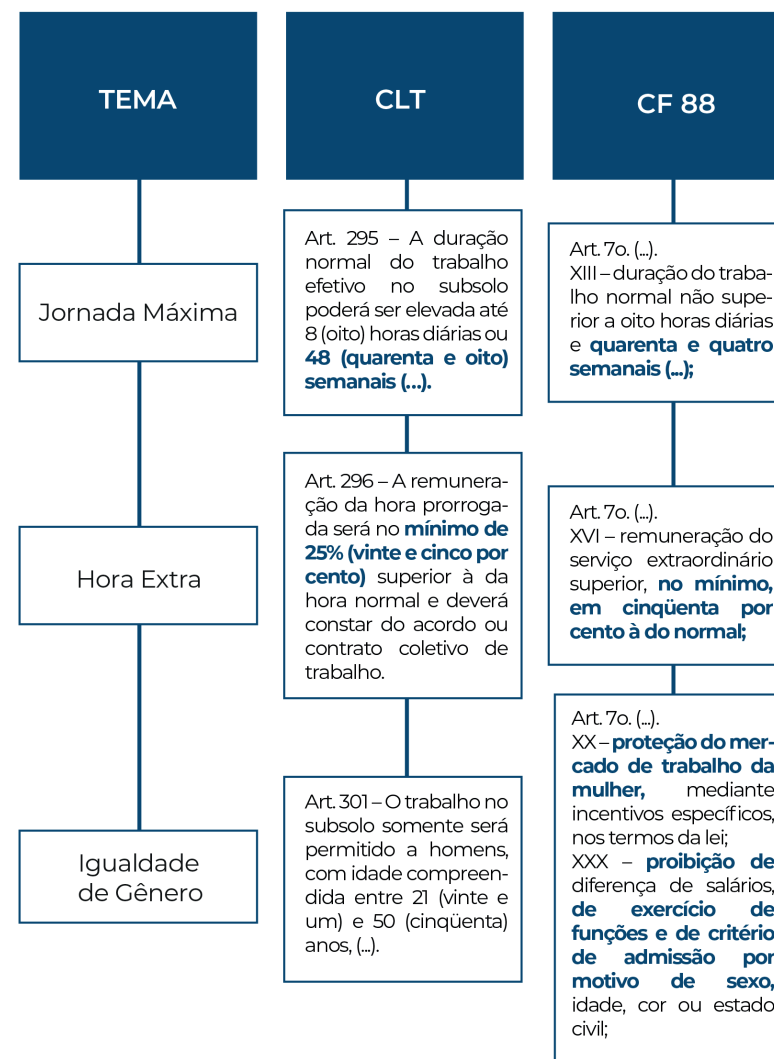 TEMA
CLT
CF 88
Jornada Máxima
Art. 295 – A duração
normal do trabalho
efetivo no subsolo
poderá ser elevada até
8 (oito) horas diárias ou
48 (quarenta e oito)
semanais (...).
Art. 7o. (...).
XIII – duração do traba-
lho normal não supe-
rior a oito horas diárias
e quarenta e quatro
semanais (...);
Hora Extra
Art. 296 – A remunera-
ção da hora prorroga-
da será no mínimo de
25% (vinte e cinco por
cento) superior à da
hora normal e deverá
constar do acordo ou
contrato coletivo de
trabalho.
Art. 7o. (...).
XVI – remuneração do
serviço extraordinário
superior, no mínimo,
em cinqüenta por
cento à do normal;
Igualdade
de Gênero
Art. 301 – O trabalho no
subsolo somente será
permitido a homens,
com idade compreen-
dida entre 21 (vinte e
um) e 50 (cinqüenta)
anos, (...).
Art. 7o. (...).
XX – proteção do mer-
cado de trabalho da
mulher, mediante
incentivos específicos,
nos termos da lei;
XXX – proibição de
diferença de salários,
de exercício de
funções e de critério
de admissão por
motivo de sexo,
idade, cor ou estado
civil;